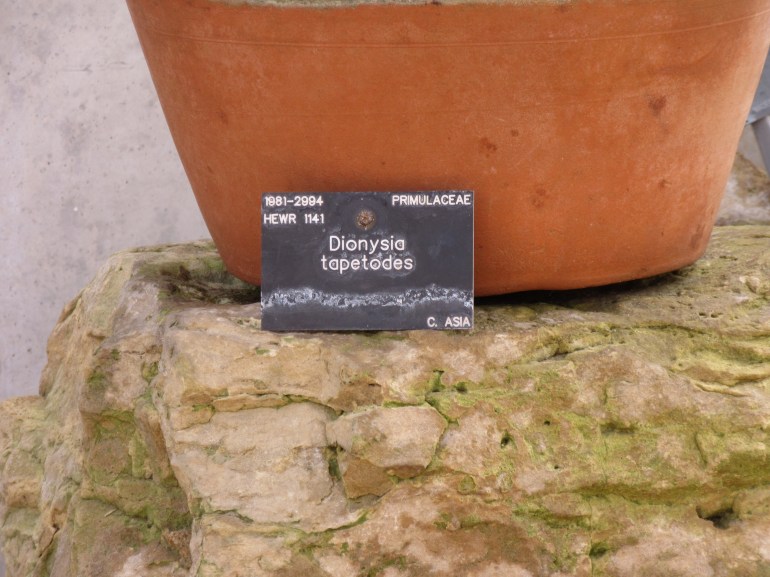 1981-2994 PRIMULACEAE
HEWR 1141
Dionysia
tapetodes
C. ASIA